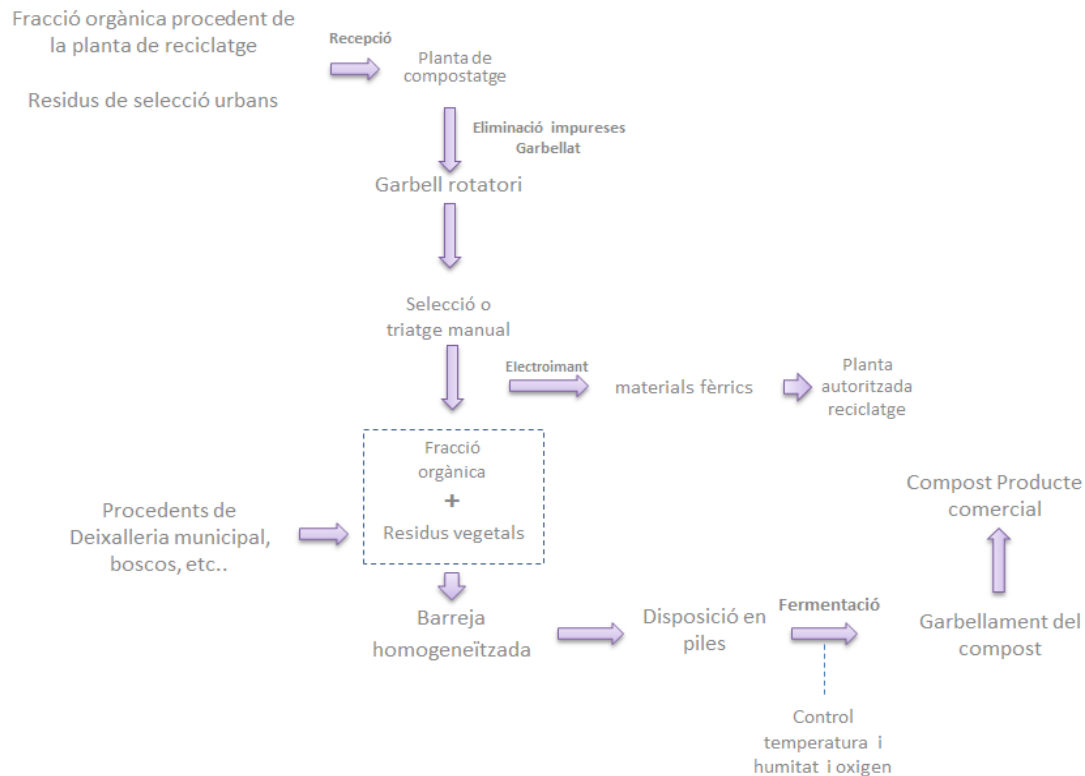 Fracció orgànica procedent de
la planta de reciclatge
Residus de selecció urbans
Recepció
Planta de
compostatge
Eliminació impureses
Garbellat
Garbell rotatori
Selecció o
triatge manual
Electroimant
materials fèrrics
Planta
autoritzada
reciclatge
Fracció
orgànica
+
Residus vegetals
Procedents de
Deixalleria municipal,
boscos, etc..
Barreja
homogeneïtzada
Disposició en
piles
Fermentació
Control
temperatura i
humitat i oxigen
Garbellament del
compost
Compost Producte
comercial